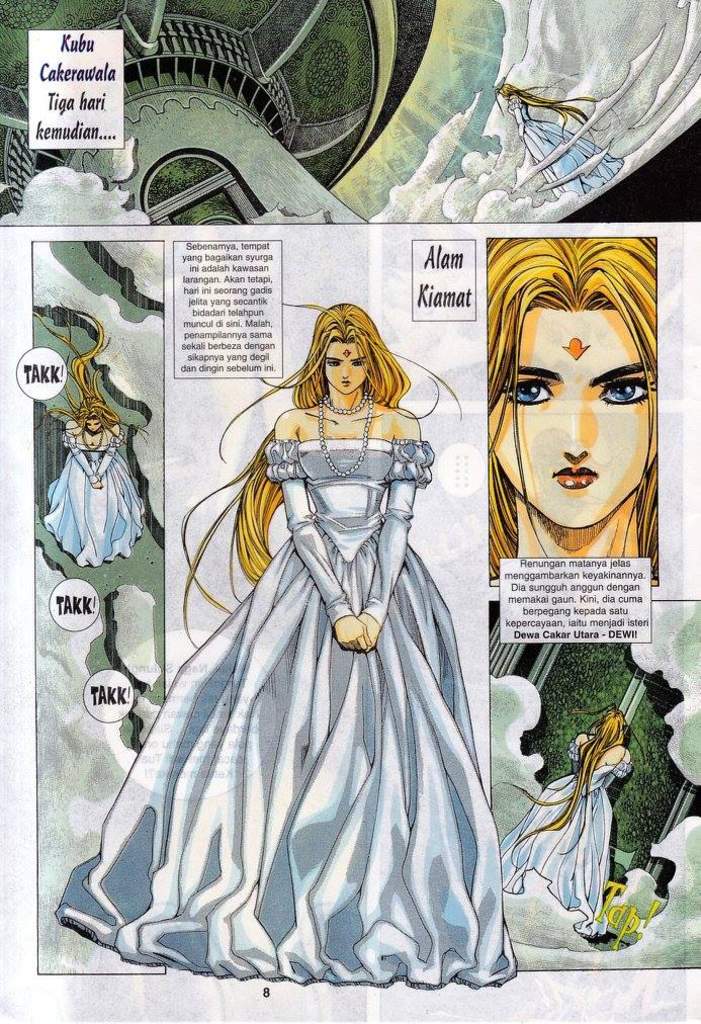 Kubu
Cakerawala
Tiga hari
kemudian....
Sebenarnya, tempat
yang bagaikan syurga
ini adalah kawasan
larangan. Akan tetapi,
hari ini seorang gadis
jelita yang secantik
bidadari telahpun
muncul di sini. Malah,
penampilannya sama
sekali berbeza dengan
sikapnya yang degil
dan dingin sebelum ini.
Alam
Kiamat
TAKK!
TAKK!
TAKK!
Renungan matanya jelas
menggambarkan keyakinannya.
Dia sungguh anggun dengan
memakai gaun. Kini, dia cuma
berpegang kepada satu
kepercayaan, iaitu menjadi isteri
Dewa Cakar Utara - DEWI!
Tap!
8